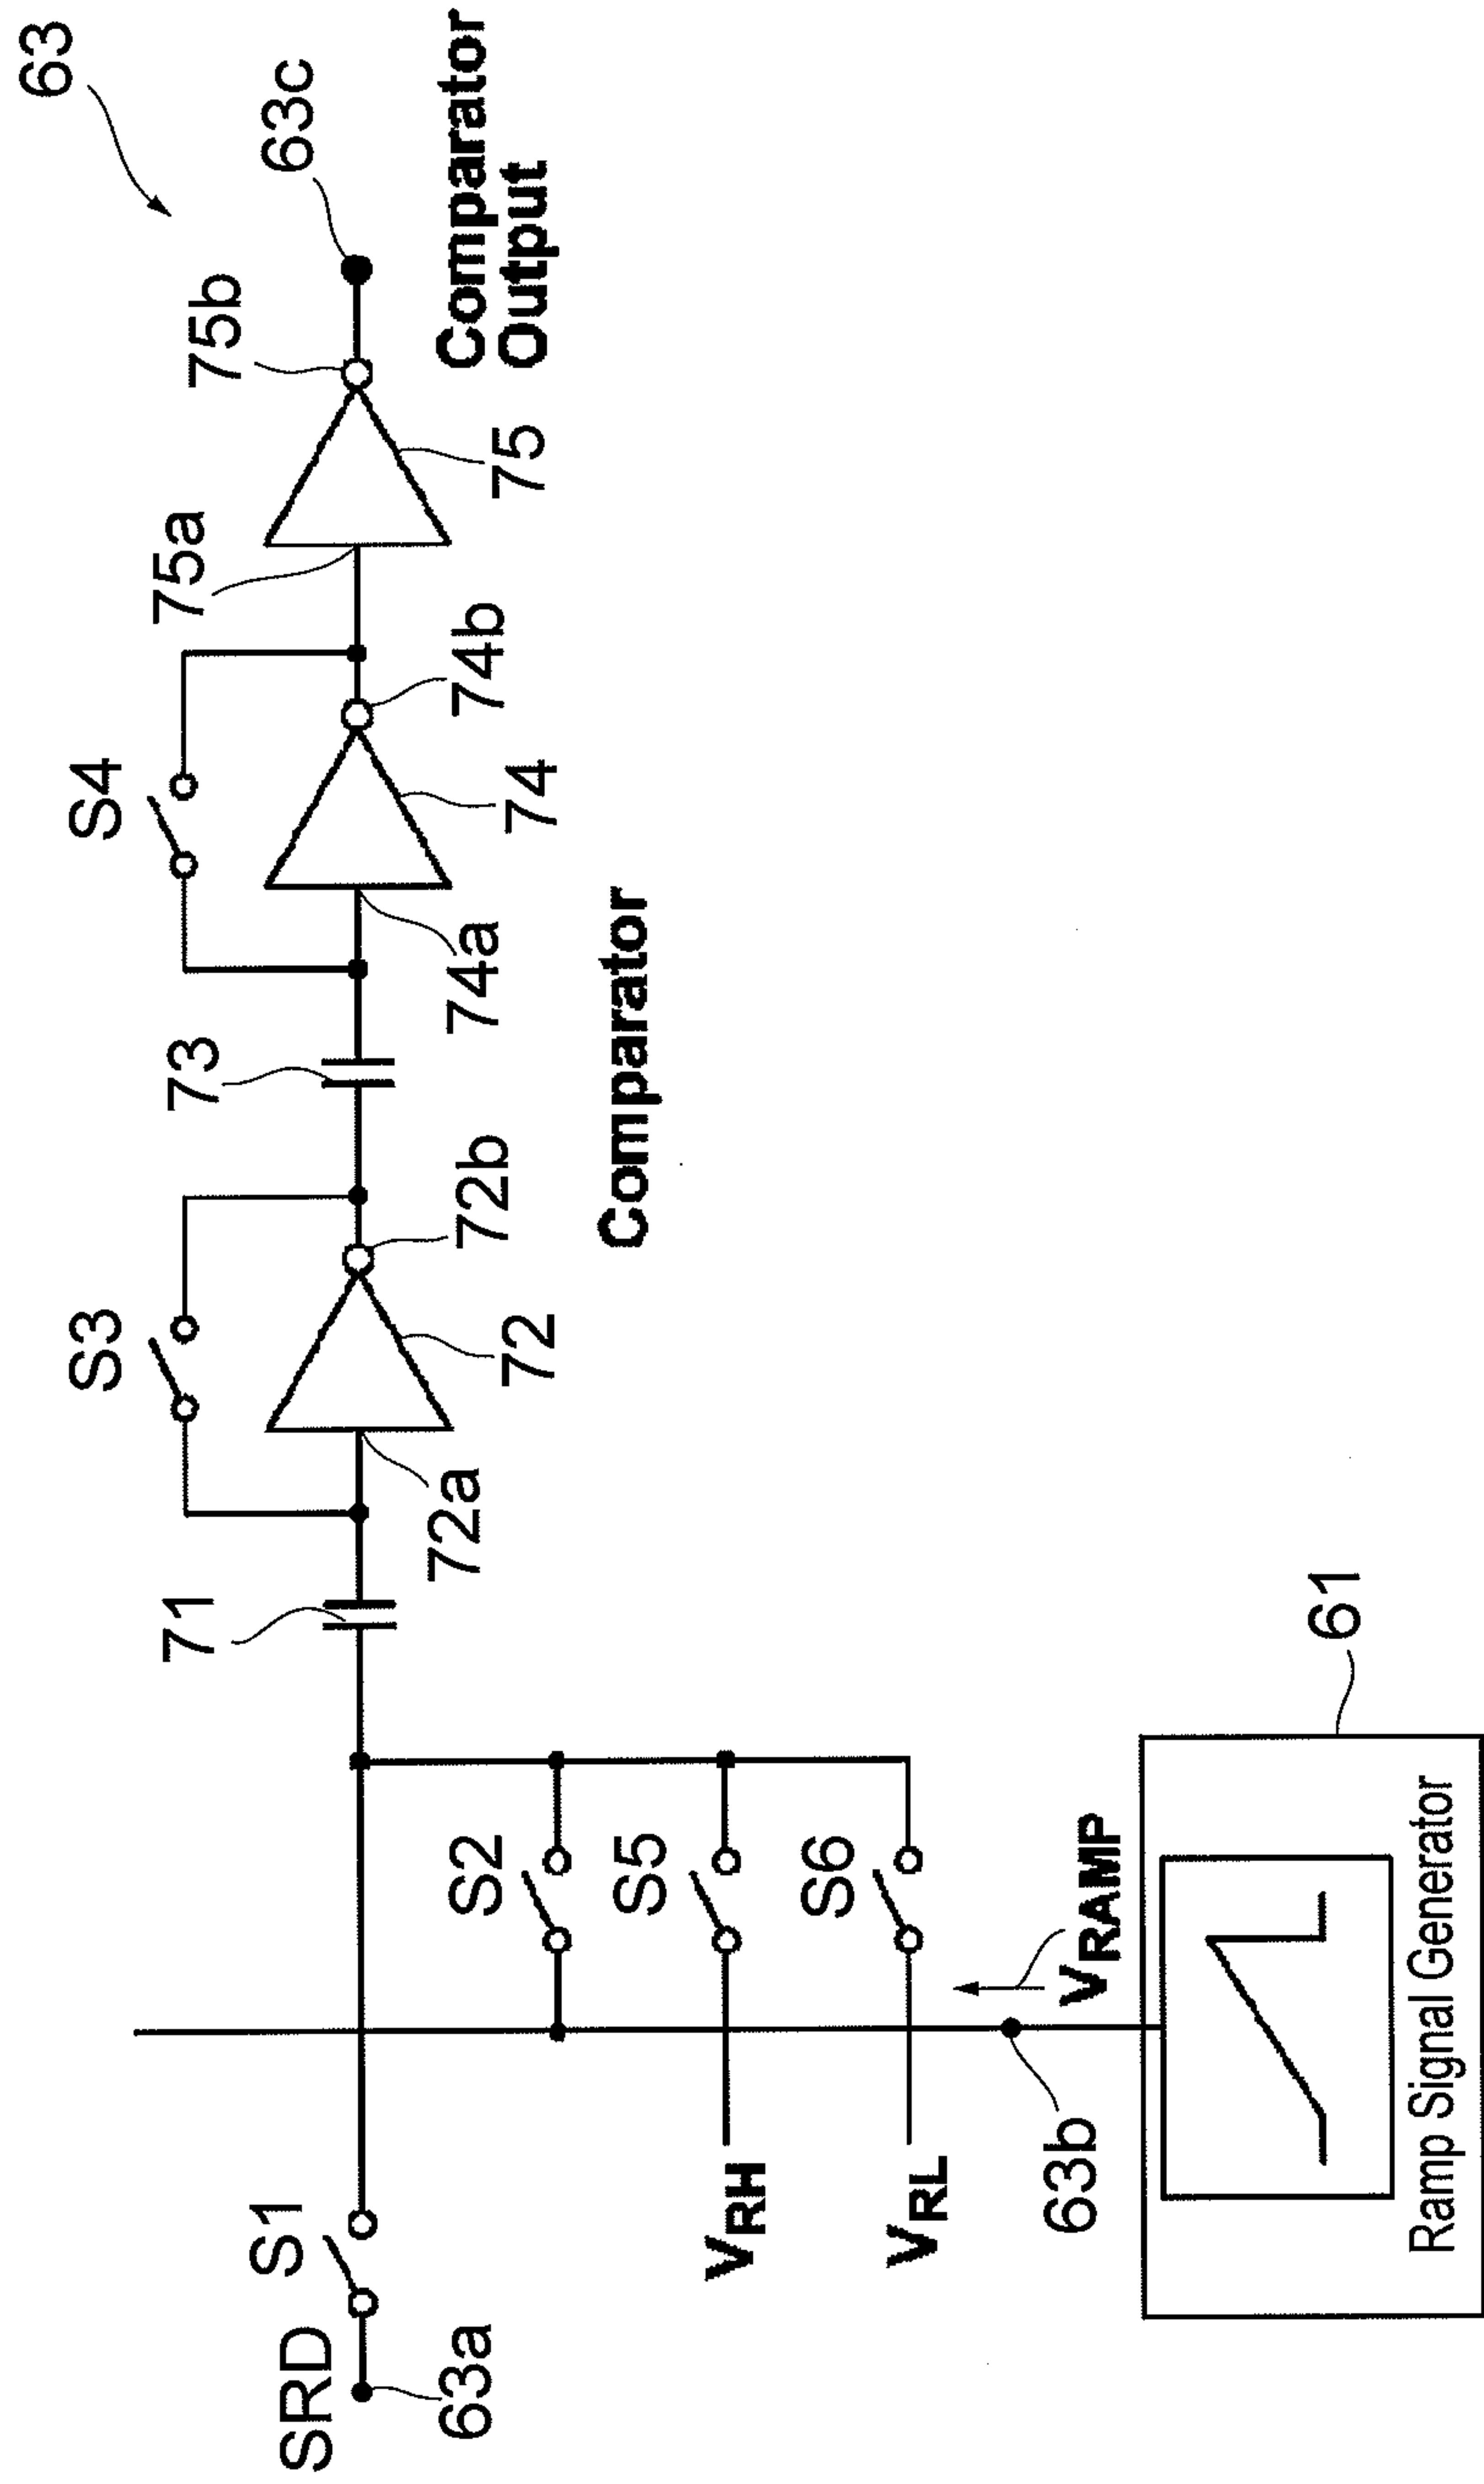 63
63c
75b
75a
75
Comparator
Output
S4
74b
74
74a
73
Comparator
S3
72b
72
72a
71
S2
S5
S6
S1
SRD
63a
VRH
VRL
VRAMP
63b
61
Ramp Signal Generator